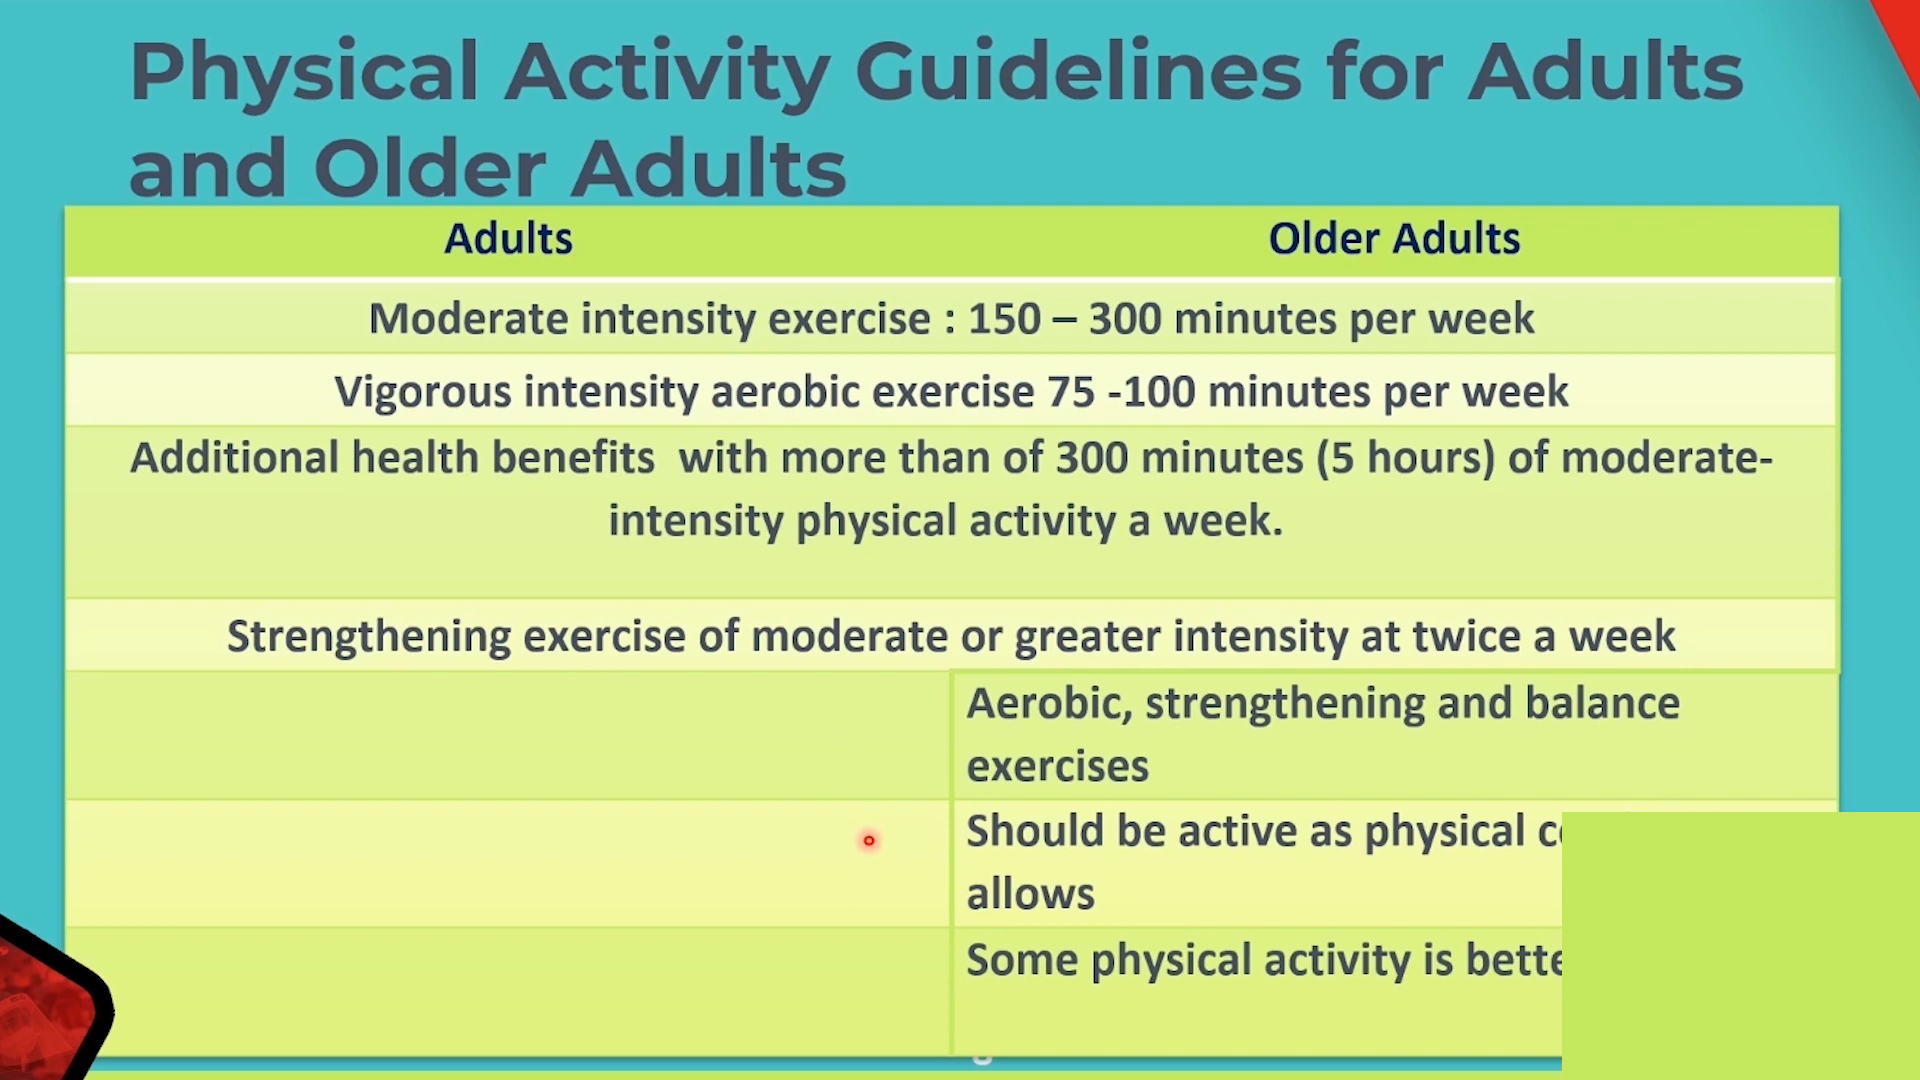 Physical Activity Guidelines for Adults
and Older Adults
Adults
Older Adults
Moderate intensity exercise : 150 – 300 minutes per week
Vigorous intensity aerobic exercise 75 -100 minutes per week
Additional health benefits with more than of 300 minutes (5 hours) of moderate-
intensity physical activity a week.
Strengthening exercise of moderate or greater intensity at twice a week
Aerobic, strengthening and balance
exercises
Should be active as physical
allows
Some physical activity is